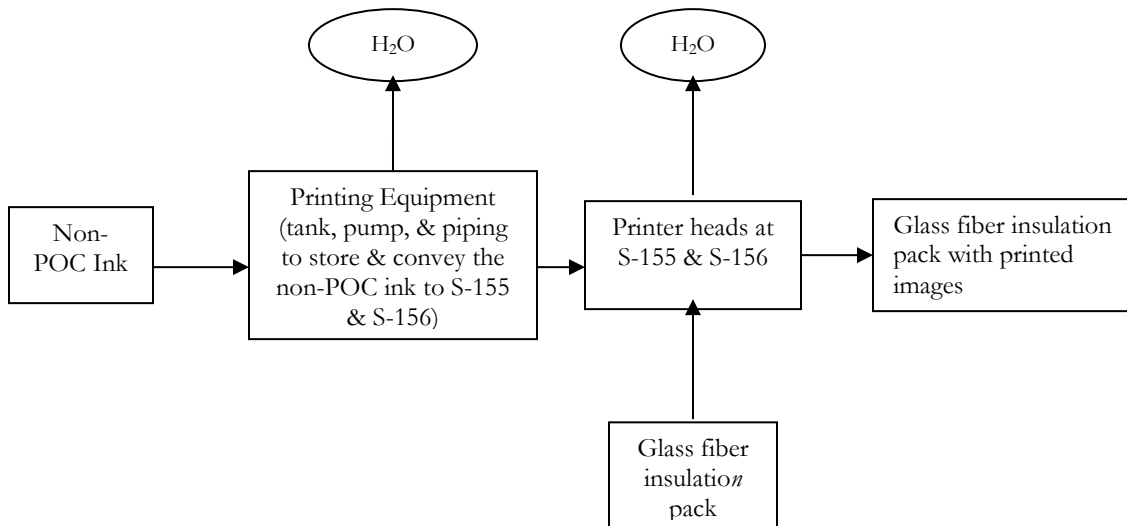 H₂O
H₂O
Non-
POC Ink
Printing Equipment
(tank, pump, & piping
to store & convey the
non-POC ink to S-155
& S-156)
Printer heads at
S-155 & S-156
Glass fiber insulation
pack with printed
images
Glass fiber
insulation
pack